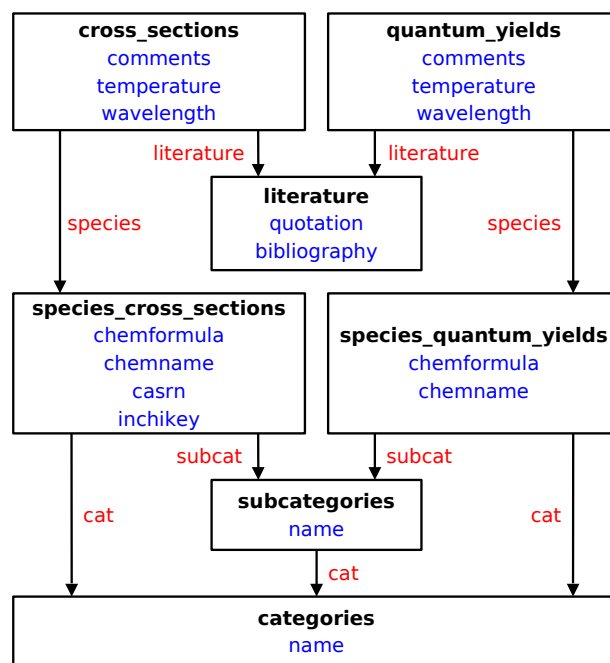 cross_sections
comments
temperature
wavelength
quantum_yields
comments
temperature
wavelength
literature
literature
literature
quotation
bibliography
species
species
species_cross_sections
chemformula
chemname
casrn
inchikey
species_quantum_yields
chemformula
chemname
subcat
subcat
subcategories
name
cat
cat
cat
categories
name